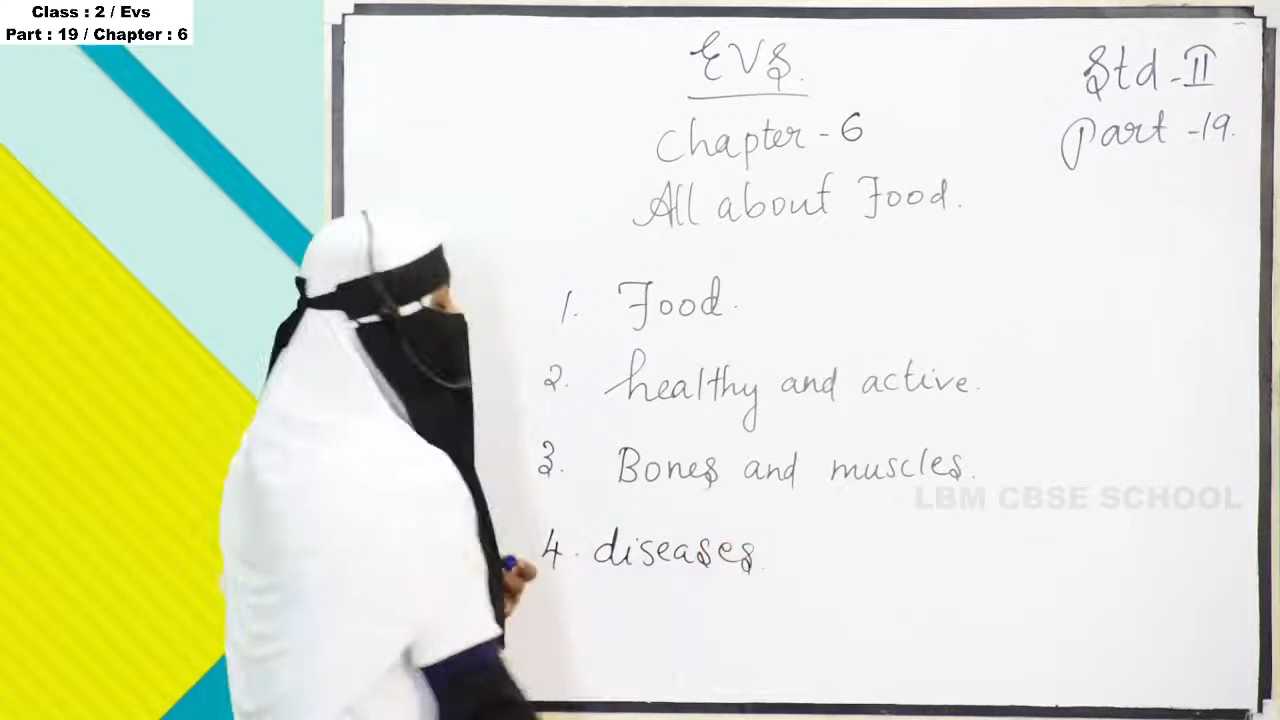 Class : 2 / Evs
Part : 19 / Chapter : 6
EVS.
Std - II
Chapter - 6
Part - 19.
All about Food.
1. Food.
2. healthy and active.
3. Bones and muscles.
LBM CBSE SCHOOL
4. diseases.